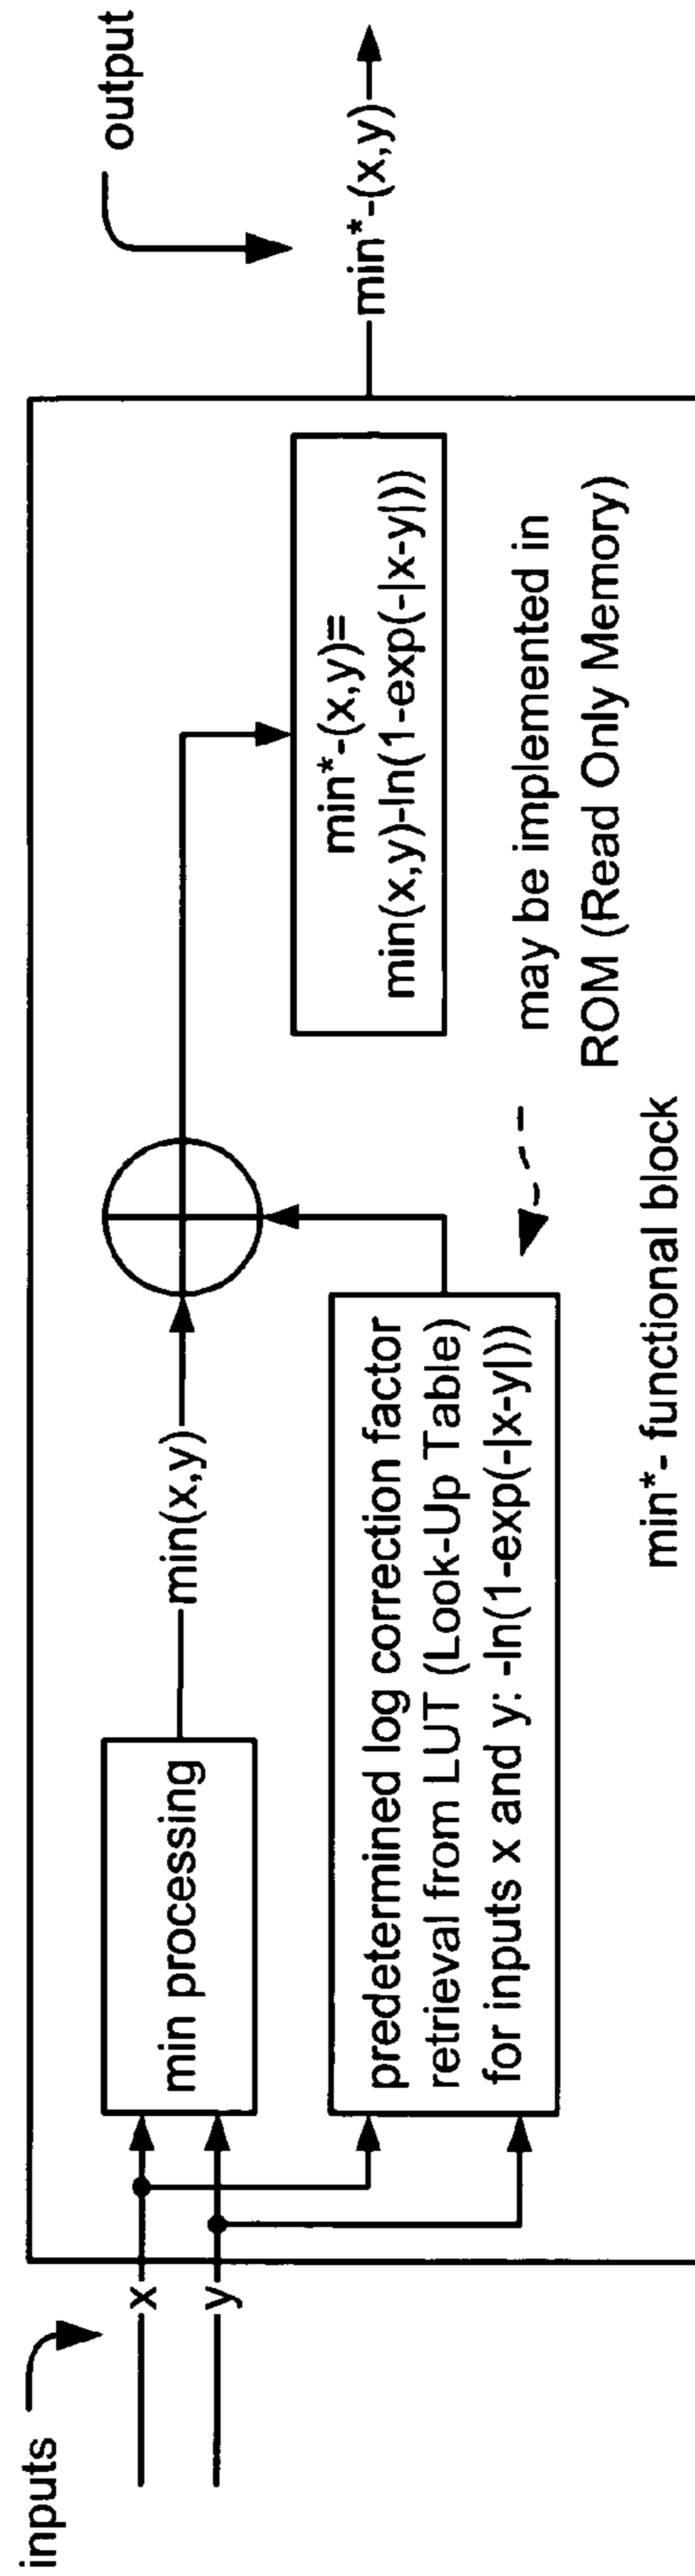 inputs
x
y
min processing
min(x,y)
predetermined log correction factor
retrieval from LUT (Look-Up Table)
for inputs x and y: -ln(1-exp(-|x-y|))
min*-(x,y)=
min(x,y)-ln(1-exp(-|x-y|))
may be implemented in
ROM (Read Only Memory)
min*- functional block
output
min*-(x,y)